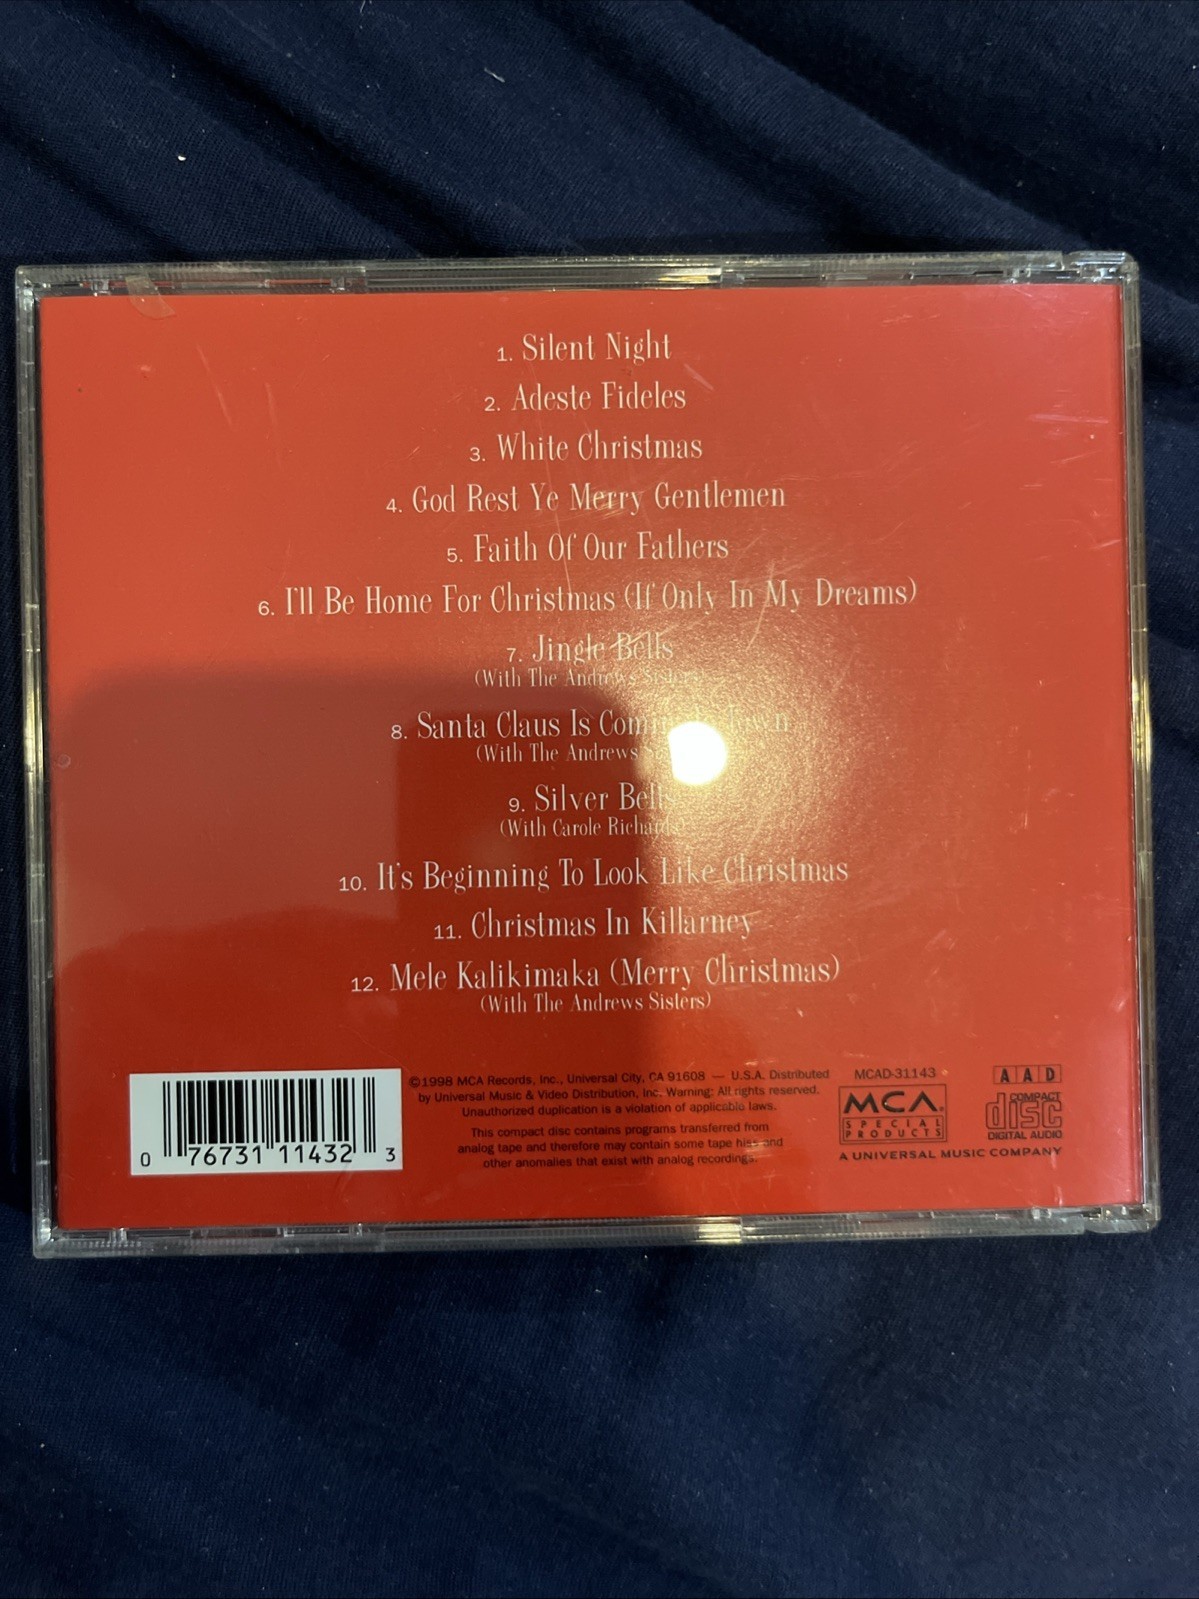 1. Silent Night
2. Adeste Fideles
3. White Christmas
4. God Rest Ye Merry Gentlemen
5. Faith Of Our Fathers
6. I'll Be Home For Christmas (If Only In My Dreams)
7. Jingle Bells
(With The Andrews Sisters)
8. Santa Claus Is Comin' To Town
(With The Andrews
9. Silver Bells
(With Carole Richards)
10. It's Beginning To Look Like Christmas
11. Christmas In Killarney
12. Mele Kalikimaka (Merry Christmas)
(With The Andrews Sisters)
0 76731 11432 3
©1998 MCA Records, Inc., Universal City, CA 91608 — U.S.A. Distributed
by Universal Music & Video Distribution, Inc. Warning: All rights reserved.
Unauthorized duplication is a violation of applicable laws.
This compact disc contains programs transferred from
analog tape and therefore may contain some tape hiss and
other anomalies that exist with analog recordings.
MCAD-31143
MCA®
SPECIAL
PRODUCTS
A UNIVERSAL MUSIC COMPANY
A A D
COMPACT
disc
DIGITAL AUDIO